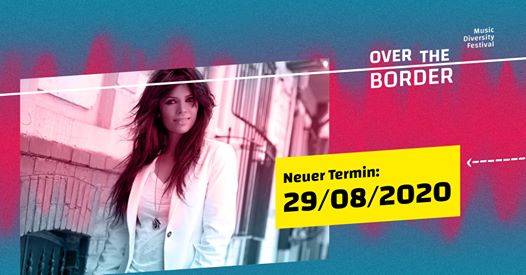 OVER THE
BORDER
Music
Diversity
Festival
Neuer Termin:
29/08/2020